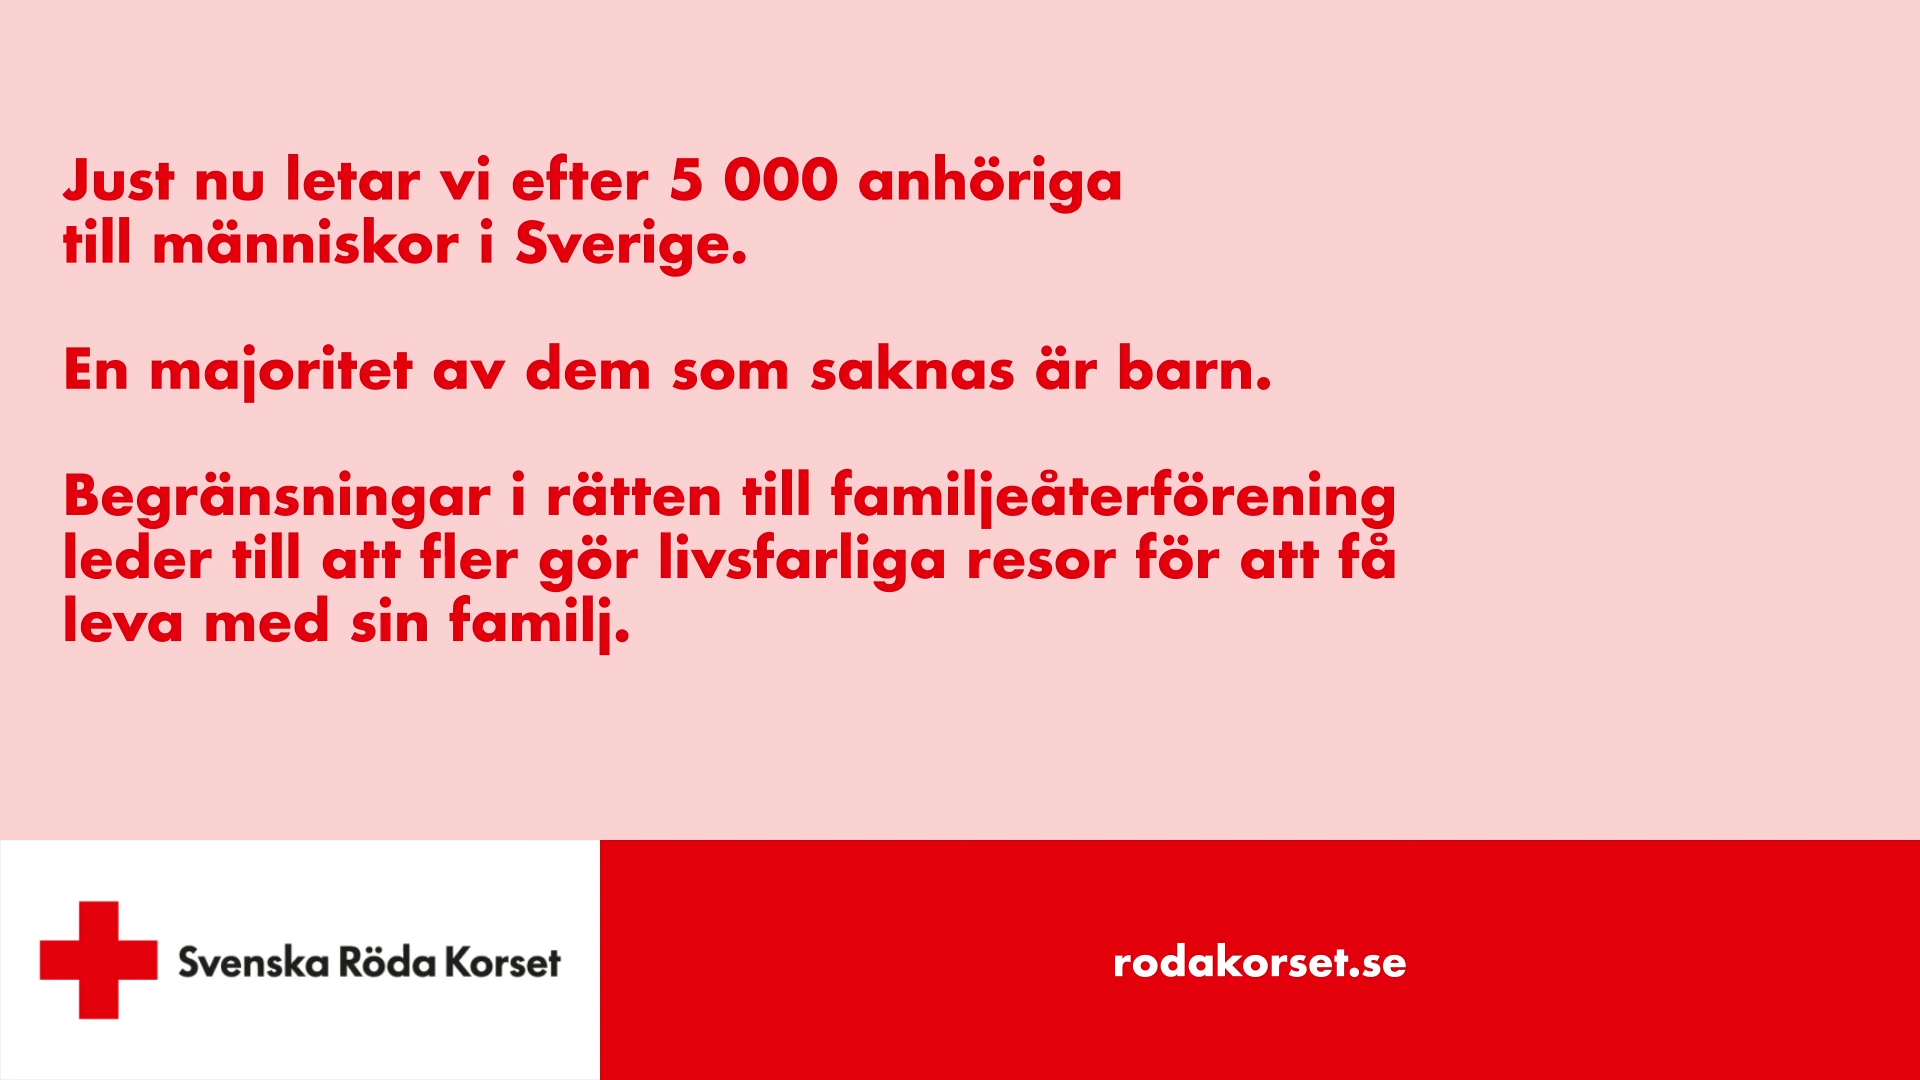 Just nu letar vi efter 5 000 anhöriga
till människor i Sverige.
En majoritet av dem som saknas är barn.
Begränsningar i rätten till familjeåterförening
leder till att fler gör livsfarliga resor för att få
leva med sin familj.
Svenska Röda Korset
rodakorset.se